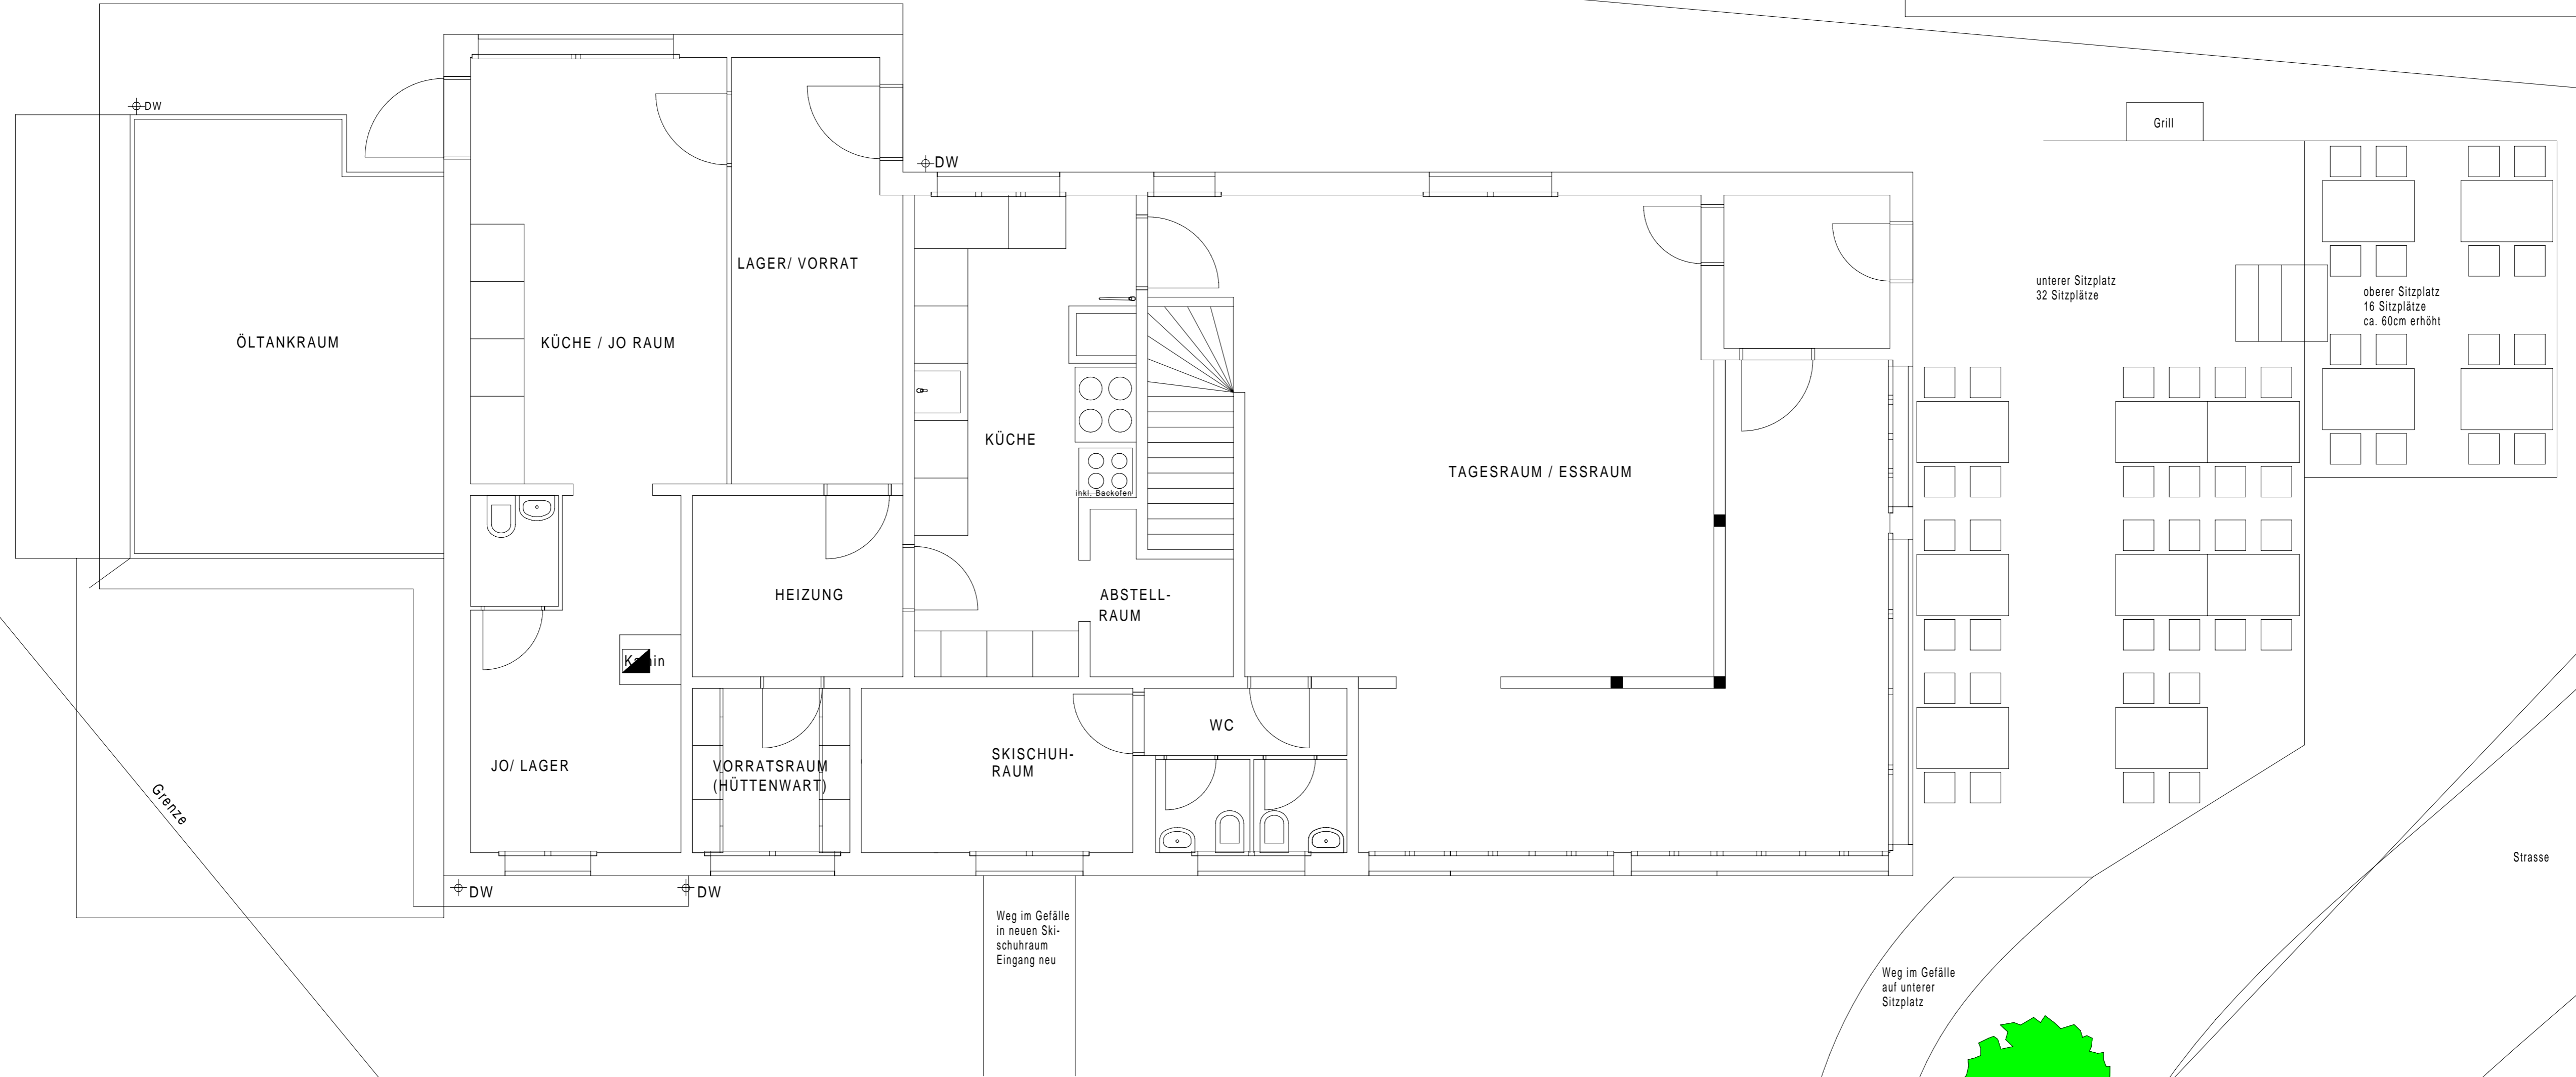 DW
Grill
DW
LAGER/ VORRAT
unterer Sitzplatz
32 Sitzplätze
oberer Sitzplatz
16 Sitzplätze
ca. 60cm erhöht
ÖLTANKRAUM
KÜCHE / JO RAUM
KÜCHE
TAGESRAUM / ESSRAUM
inkl. Backofen
HEIZUNG
ABSTELL-
RAUM
Kamin
WC
SKISCHUH-
RAUM
JO/ LAGER
VORRATSRAUM
(HÜTTENWART)
Grenze
Strasse
DW
DW
Weg im Gefälle
in neuen Ski-
schuhraum
Eingang neu
Weg im Gefälle
auf unterer
Sitzplatz